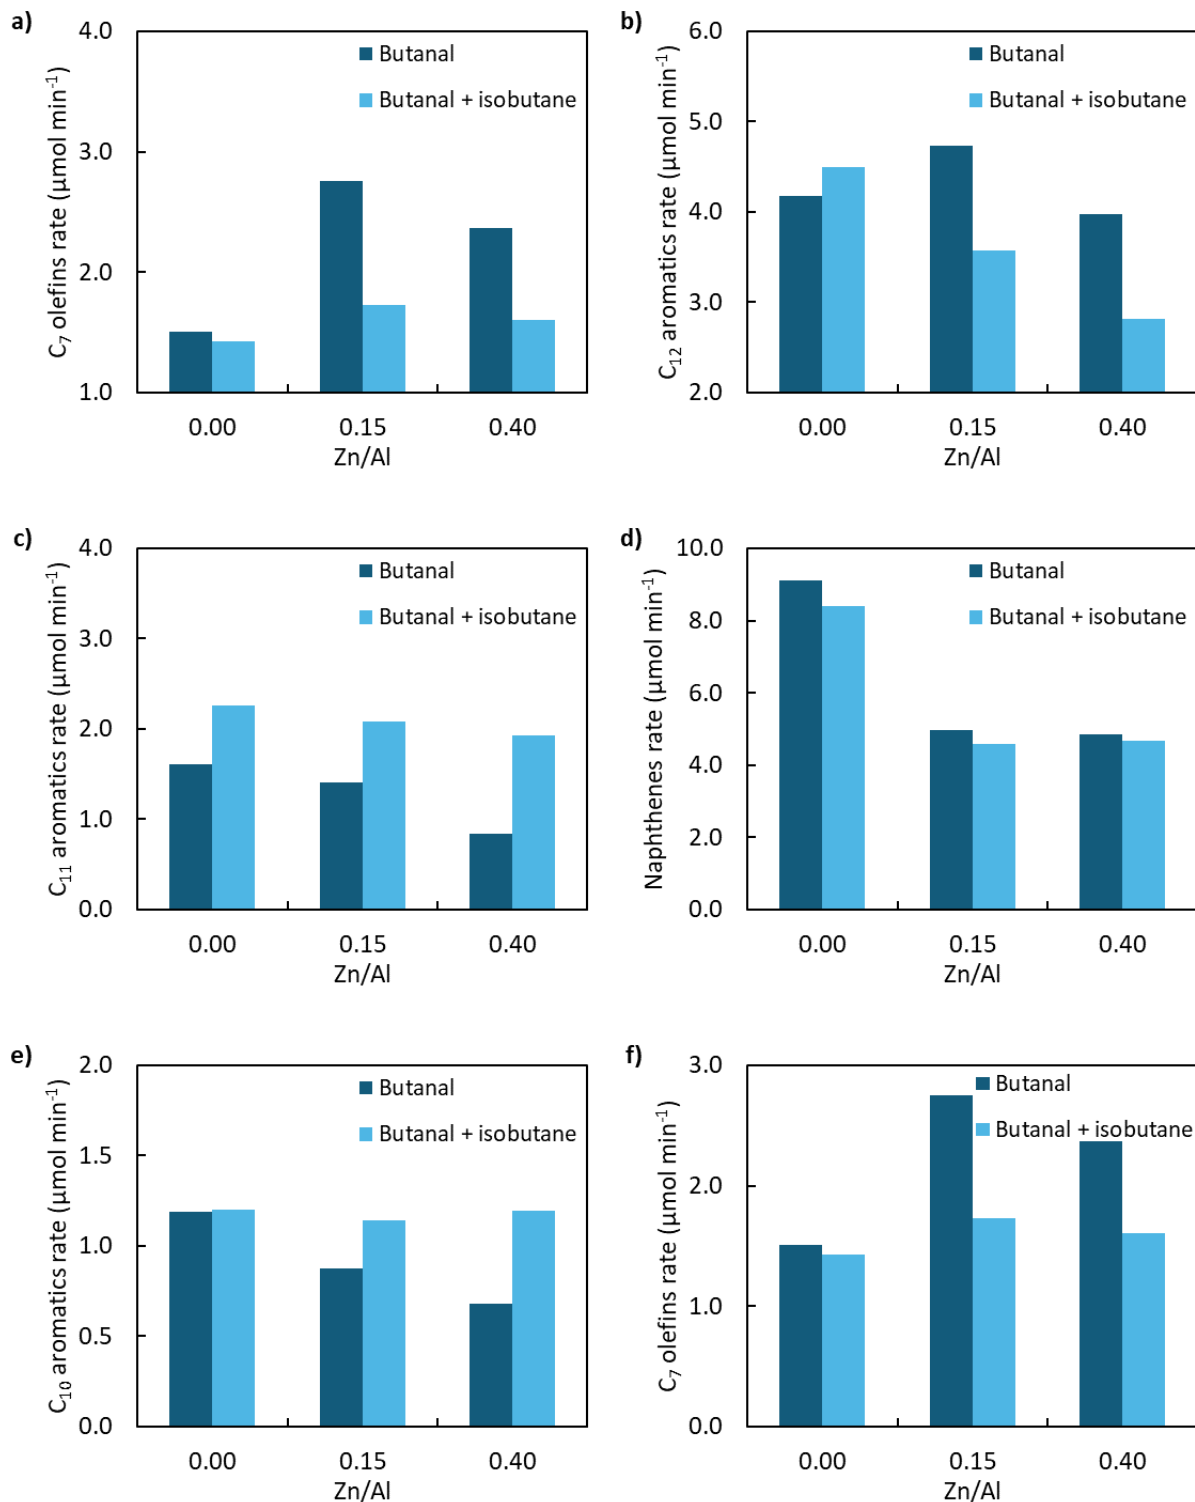 a)
C₇ olefins rate (µmol min⁻¹)
4.0
3.0
2.0
1.0
Butanal
Butanal + isobutane
0.00 0.15 0.40
Zn/Al
b)
C₁₂ aromatics rate (µmol min⁻¹)
6.0
5.0
4.0
3.0
2.0
Butanal
Butanal + isobutane
0.00 0.15 0.40
Zn/Al
c)
C₁₁ aromatics rate (µmol min⁻¹)
4.0
3.0
2.0
1.0
0.0
Butanal
Butanal + isobutane
0.00 0.15 0.40
Zn/Al
d)
Naphthenes rate (µmol min⁻¹)
10.0
8.0
6.0
4.0
2.0
0.0
Butanal
Butanal + isobutane
0.00 0.15 0.40
Zn/Al
e)
C₁₀ aromatics rate (µmol min⁻¹)
2.0
1.5
1.0
0.5
0.0
Butanal
Butanal + isobutane
0.00 0.15 0.40
Zn/Al
f)
C₇ olefins rate (µmol min⁻¹)
3.0
2.0
1.0
0.0
Butanal
Butanal + isobutane
0.00 0.15 0.40
Zn/Al